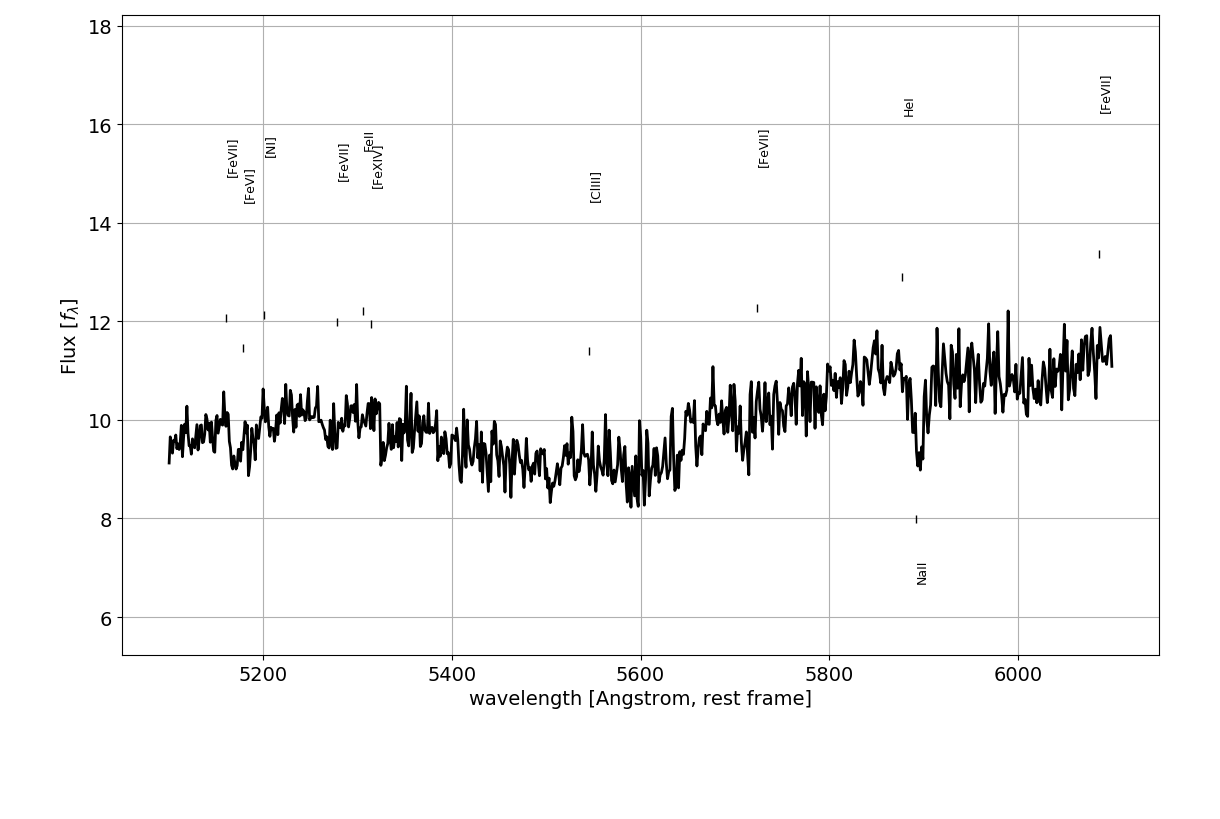 18
16
14
12
10
8
6
Flux [fλ]
[FeVII]
[FeVI]
[NI]
[FeVII]
FeII
[FeXIV]
[ClIII]
[FeVII]
HeI
NaII
[FeVII]
5200 5400 5600 5800 6000
wavelength [Angstrom, rest frame]